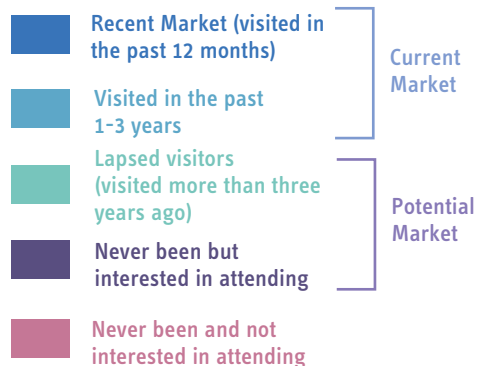 Recent Market (visited in
the past 12 months)
Visited in the past
1-3 years
Current
Market
Lapsed visitors
(visited more than three
years ago)
Never been but
interested in attending
Potential
Market
Never been and not
interested in attending